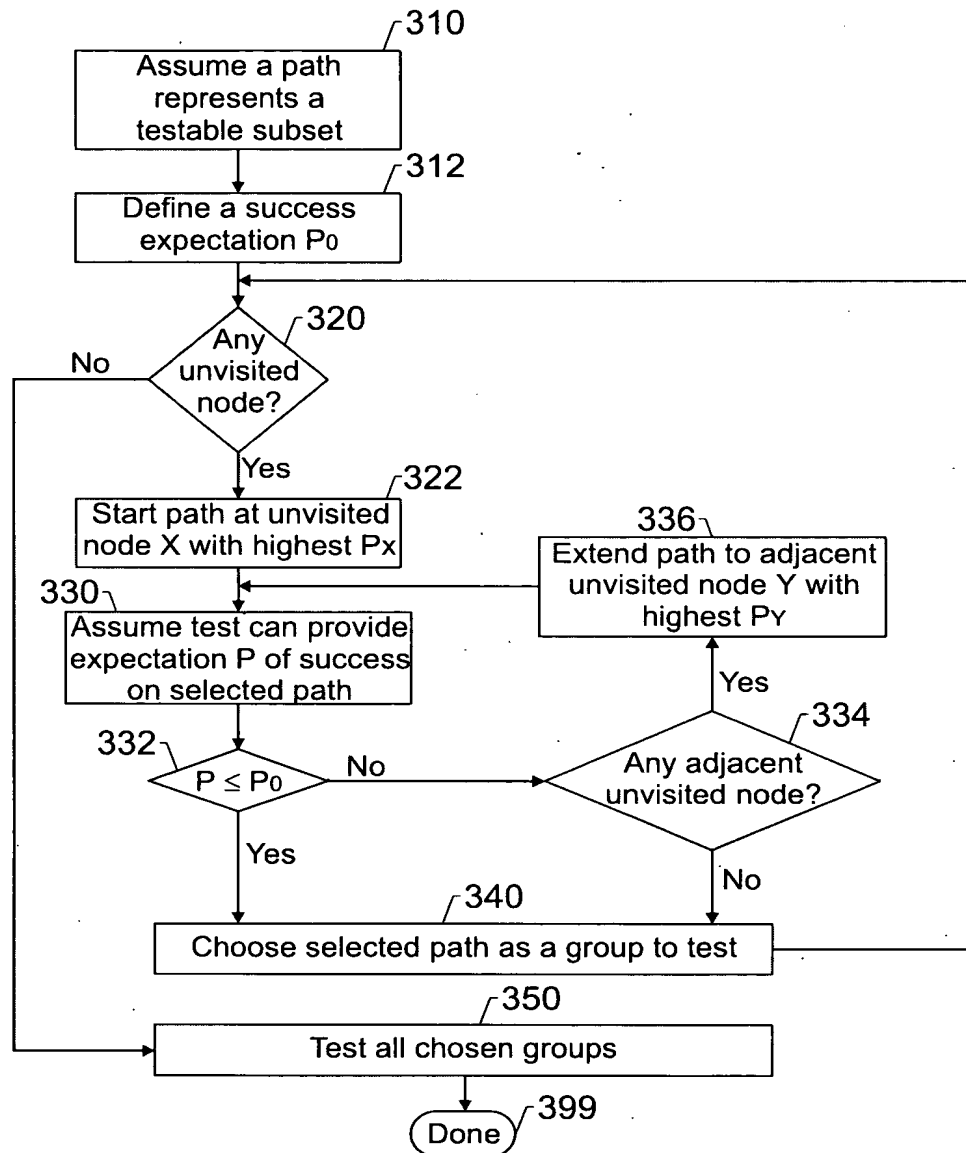 310
Assume a path
represents a
testable subset
312
Define a success
expectation P0
320
Any
unvisited
node?
No
Yes
322
Start path at unvisited
node X with highest PX
336
Extend path to adjacent
unvisited node Y with
highest PY
330
Assume test can provide
expectation P of success
on selected path
Yes
334
332
P ≤ P0
No
Any adjacent
unvisited node?
Yes
No
340
Choose selected path as a group to test
350
Test all chosen groups
399
Done